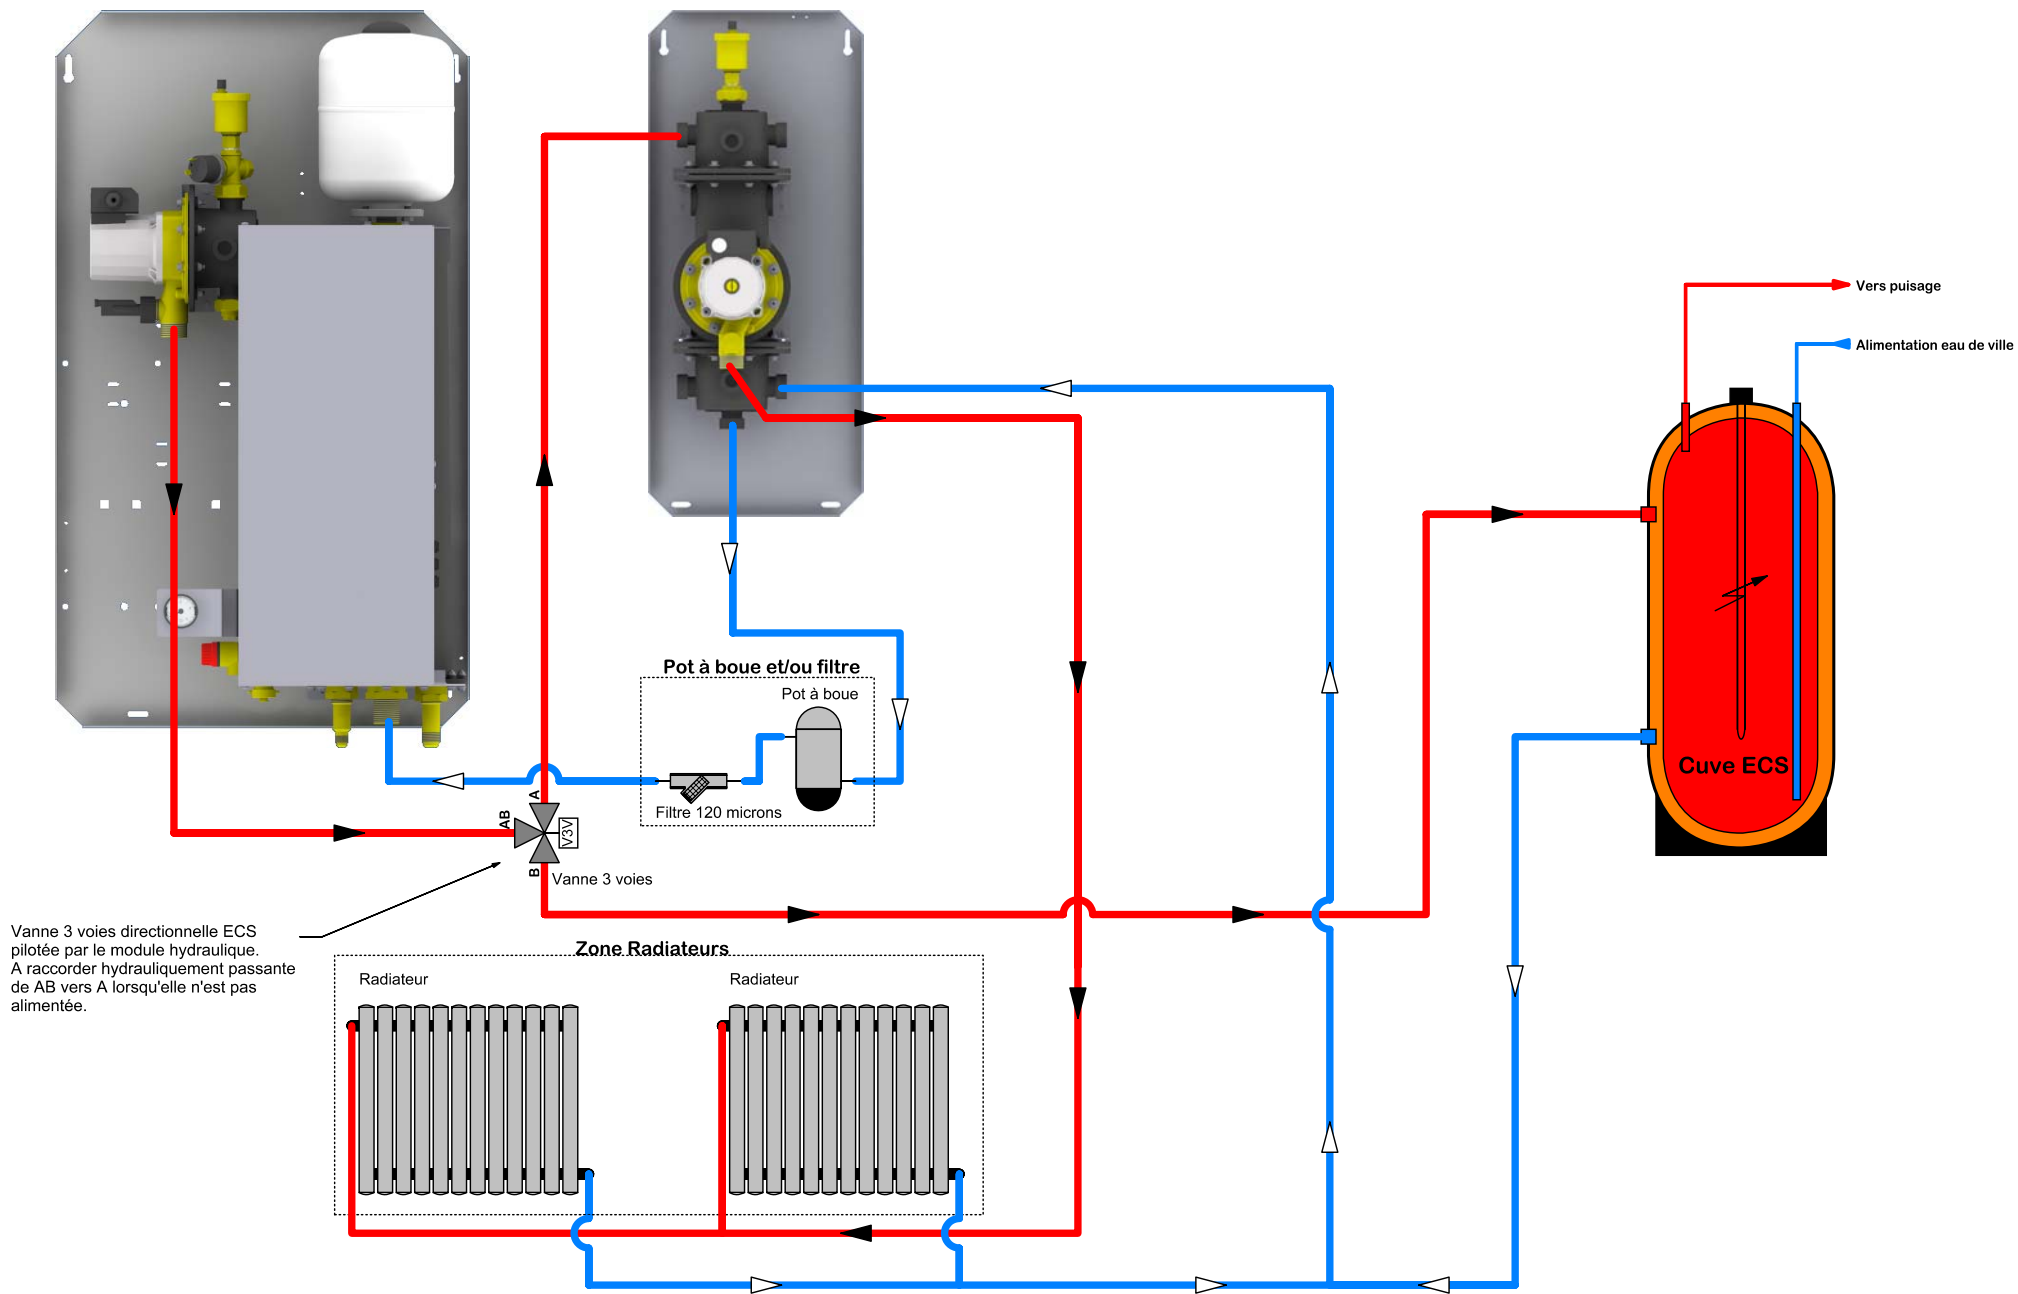 Vers puisage
Alimentation eau de ville
Pot à boue et/ou filtre
Pot à boue
Filtre 120 microns
Cuve ECS
A
AB
V3V
B
Vanne 3 voies
Vanne 3 voies directionnelle ECS
pilotée par le module hydraulique.
A raccorder hydrauliquement passante
de AB vers A lorsqu'elle n'est pas
alimentée.
Zone Radiateurs
Radiateur
Radiateur